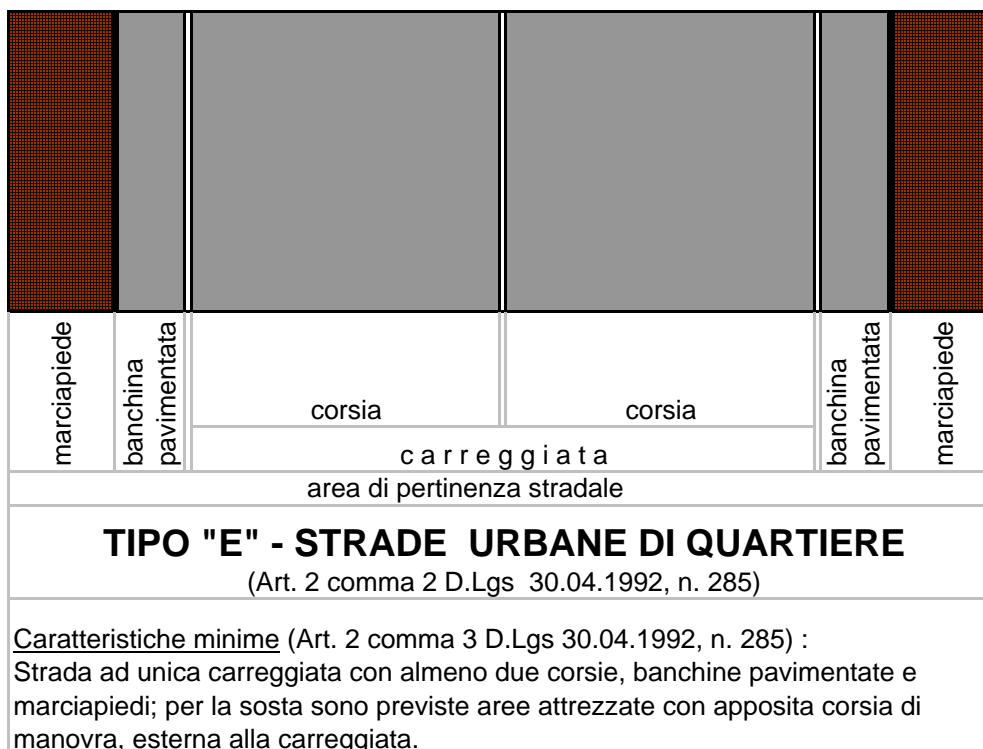 marciapiede
banchina
pavimentata
corsia
corsia
banchina
pavimentata
marciapiede
carreggiata
area di pertinenza stradale
TIPO "E" - STRADE URBANE DI QUARTIERE
(Art. 2 comma 2 D.Lgs 30.04.1992, n. 285)
Caratteristiche minime (Art. 2 comma 3 D.Lgs 30.04.1992, n. 285) :
Strada ad unica carreggiata con almeno due corsie, banchine pavimentate e
marciapiedi; per la sosta sono previste aree attrezzate con apposita corsia di
manovra, esterna alla carreggiata.